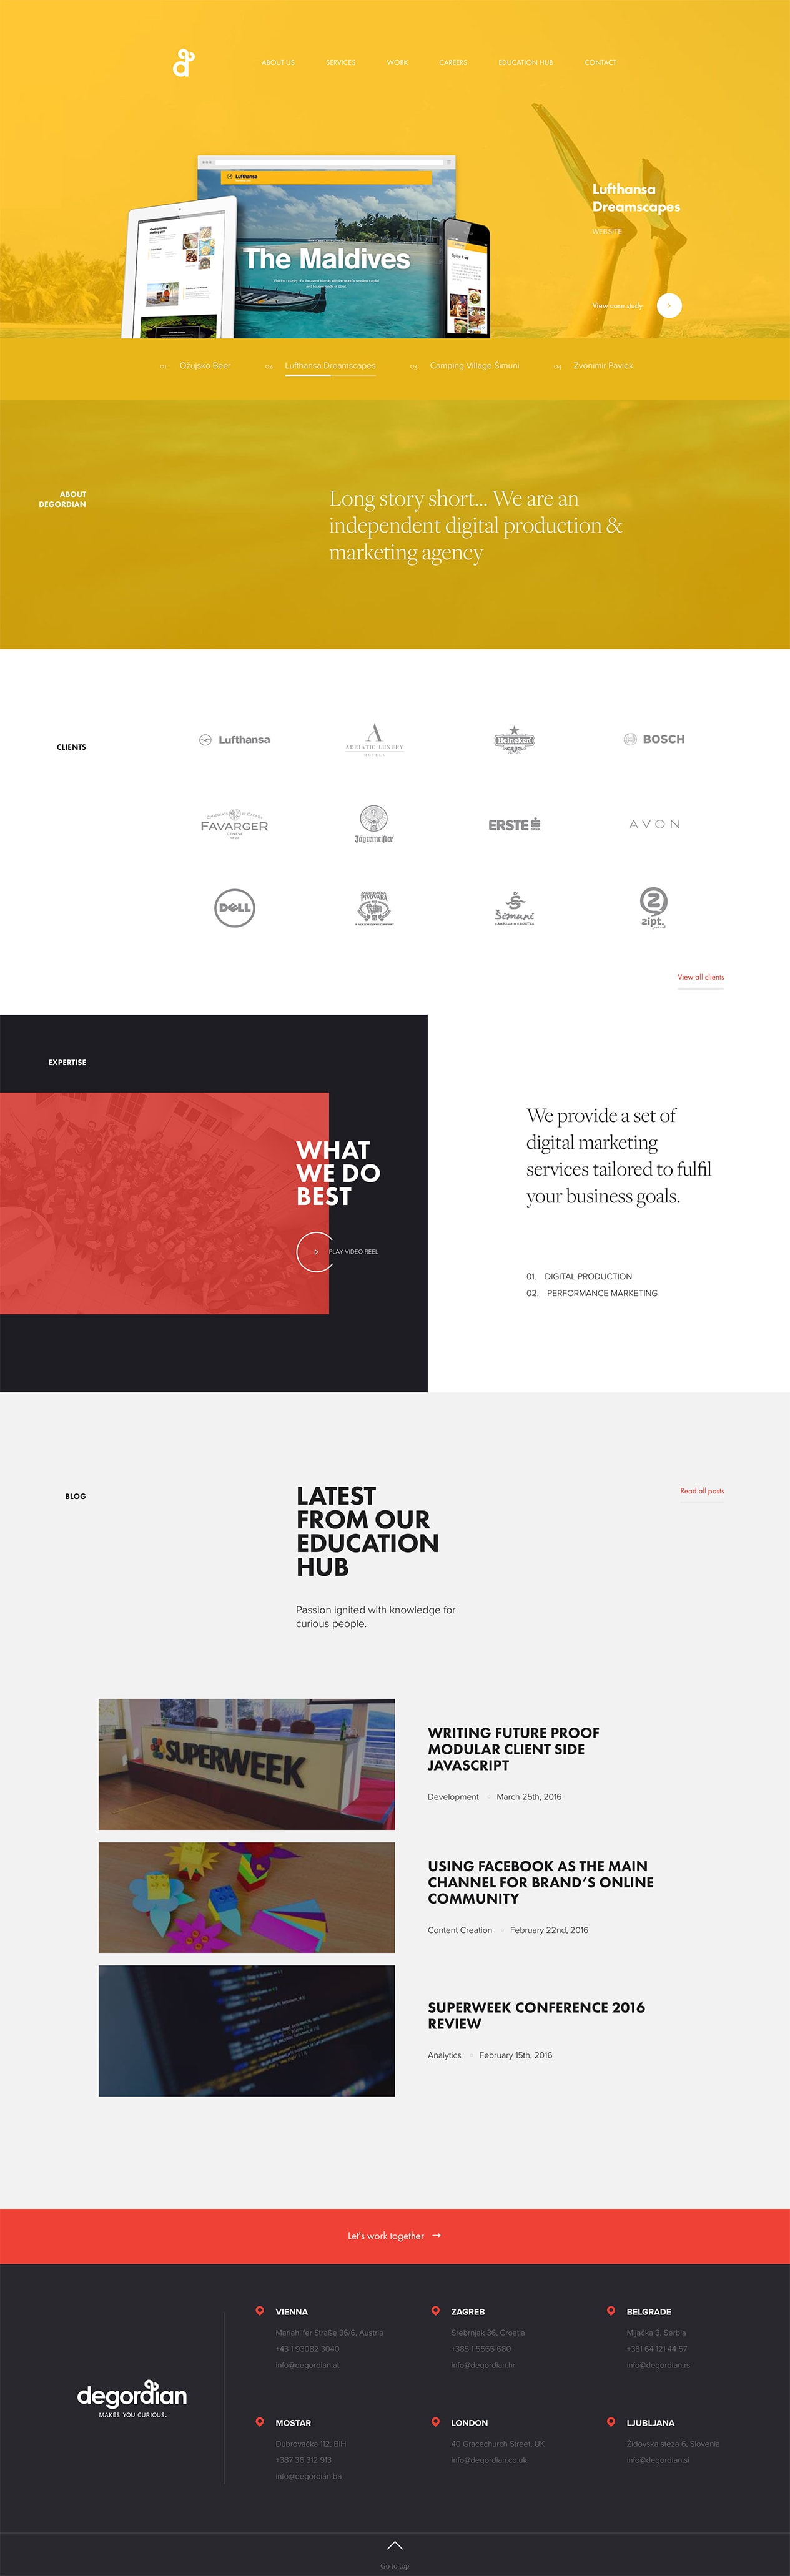 ABOUT US SERVICES WORK CAREERS EDUCATION HUB CONTACT
Lufthansa
The Maldives
Lufthansa
Dreamscapes
WEBSITE
View case study
01 Ožujsko Beer 02 Lufthansa Dreamscapes 03 Camping Village Šimuni 04 Zvonimir Pavlek
ABOUT
DEGORDIAN
Long story short... We are an
independent digital production &
marketing agency
CLIENTS
Lufthansa
ADRIATIC LUXURY
HOTELS
Heineken
BOSCH
FAVARGER
Jägermeister
ERSTE
AVON
DELL
ZAGREBAČKA
PIVOVARA
Šimuni
zipt.
View all clients
EXPERTISE
WHAT
WE DO
BEST
PLAY VIDEO REEL
We provide a set of
digital marketing
services tailored to fulfil
your business goals.
01. DIGITAL PRODUCTION
02. PERFORMANCE MARKETING
BLOG
LATEST
FROM OUR
EDUCATION
HUB
Read all posts
Passion ignited with knowledge for
curious people.
SUPERWEEK
WRITING FUTURE PROOF
MODULAR CLIENT SIDE
JAVASCRIPT
Development March 25th, 2016
USING FACEBOOK AS THE MAIN
CHANNEL FOR BRAND'S ONLINE
COMMUNITY
Content Creation February 22nd, 2016
SUPERWEEK CONFERENCE 2016
REVIEW
Analytics February 15th, 2016
Let's work together →
degordian
MAKES YOU CURIOUS.
VIENNA
Mariahilfer Straße 36/6, Austria
+43 1 93082 3040
info@degordian.at
ZAGREB
Srebrnjak 36, Croatia
+385 1 5565 680
info@degordian.hr
BELGRADE
Mijačka 3, Serbia
+381 64 121 44 57
info@degordian.rs
MOSTAR
Dubrovačka 112, BiH
+387 36 312 913
info@degordian.ba
LONDON
40 Gracechurch Street, UK
info@degordian.co.uk
LJUBLJANA
Židovska steza 6, Slovenia
info@degordian.si
Go to top